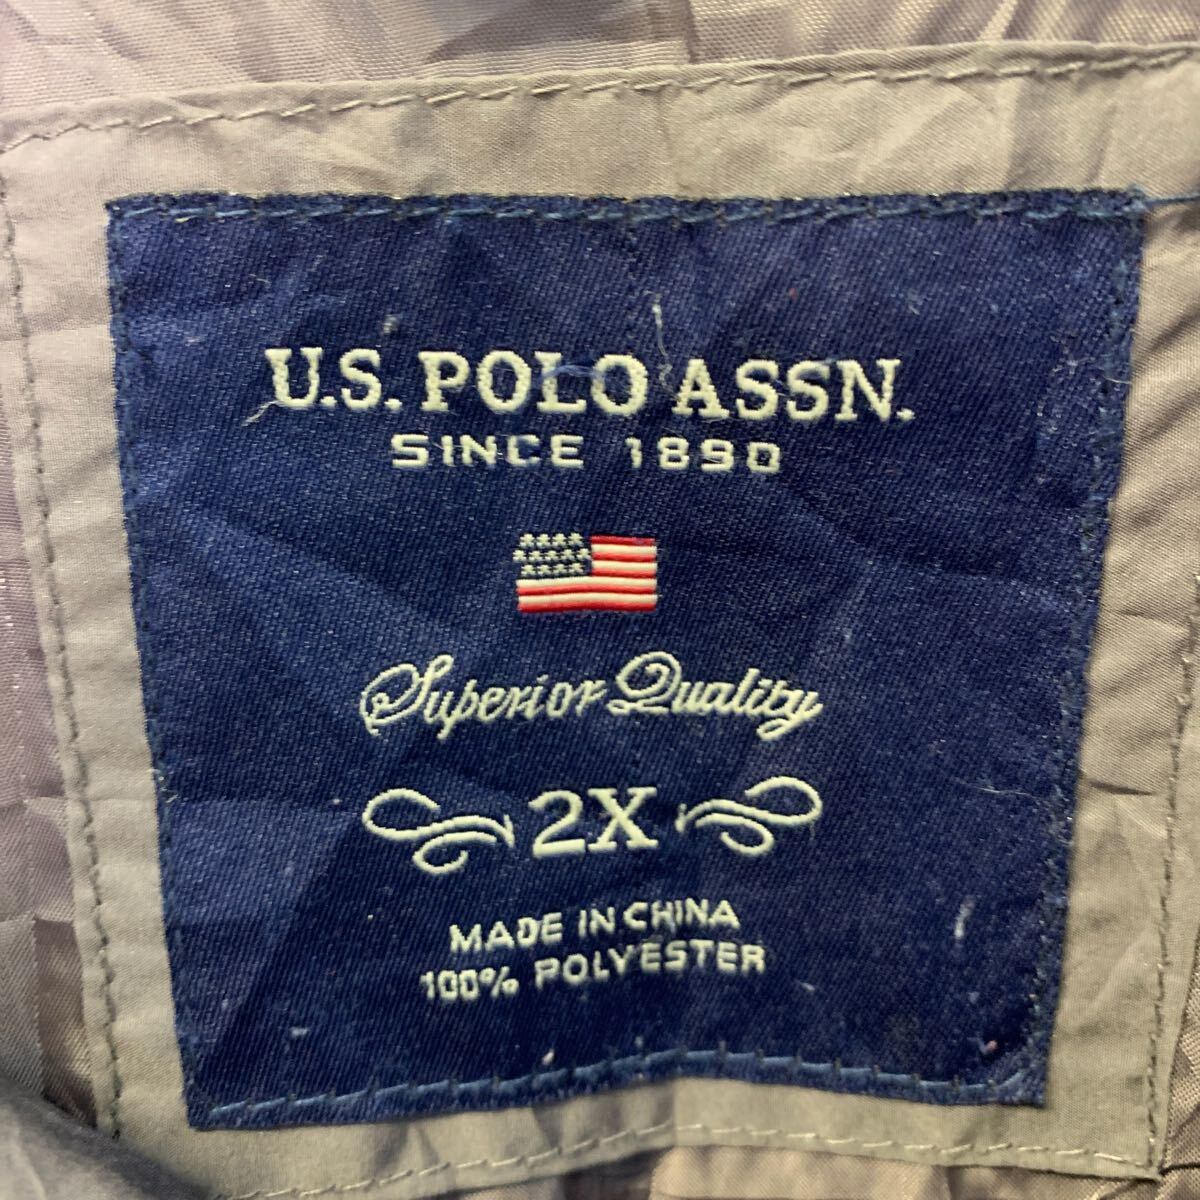 U.S. POLO ASSN.
SINCE 1890
Superior Quality
2X
MADE IN CHINA
100% POLYESTER